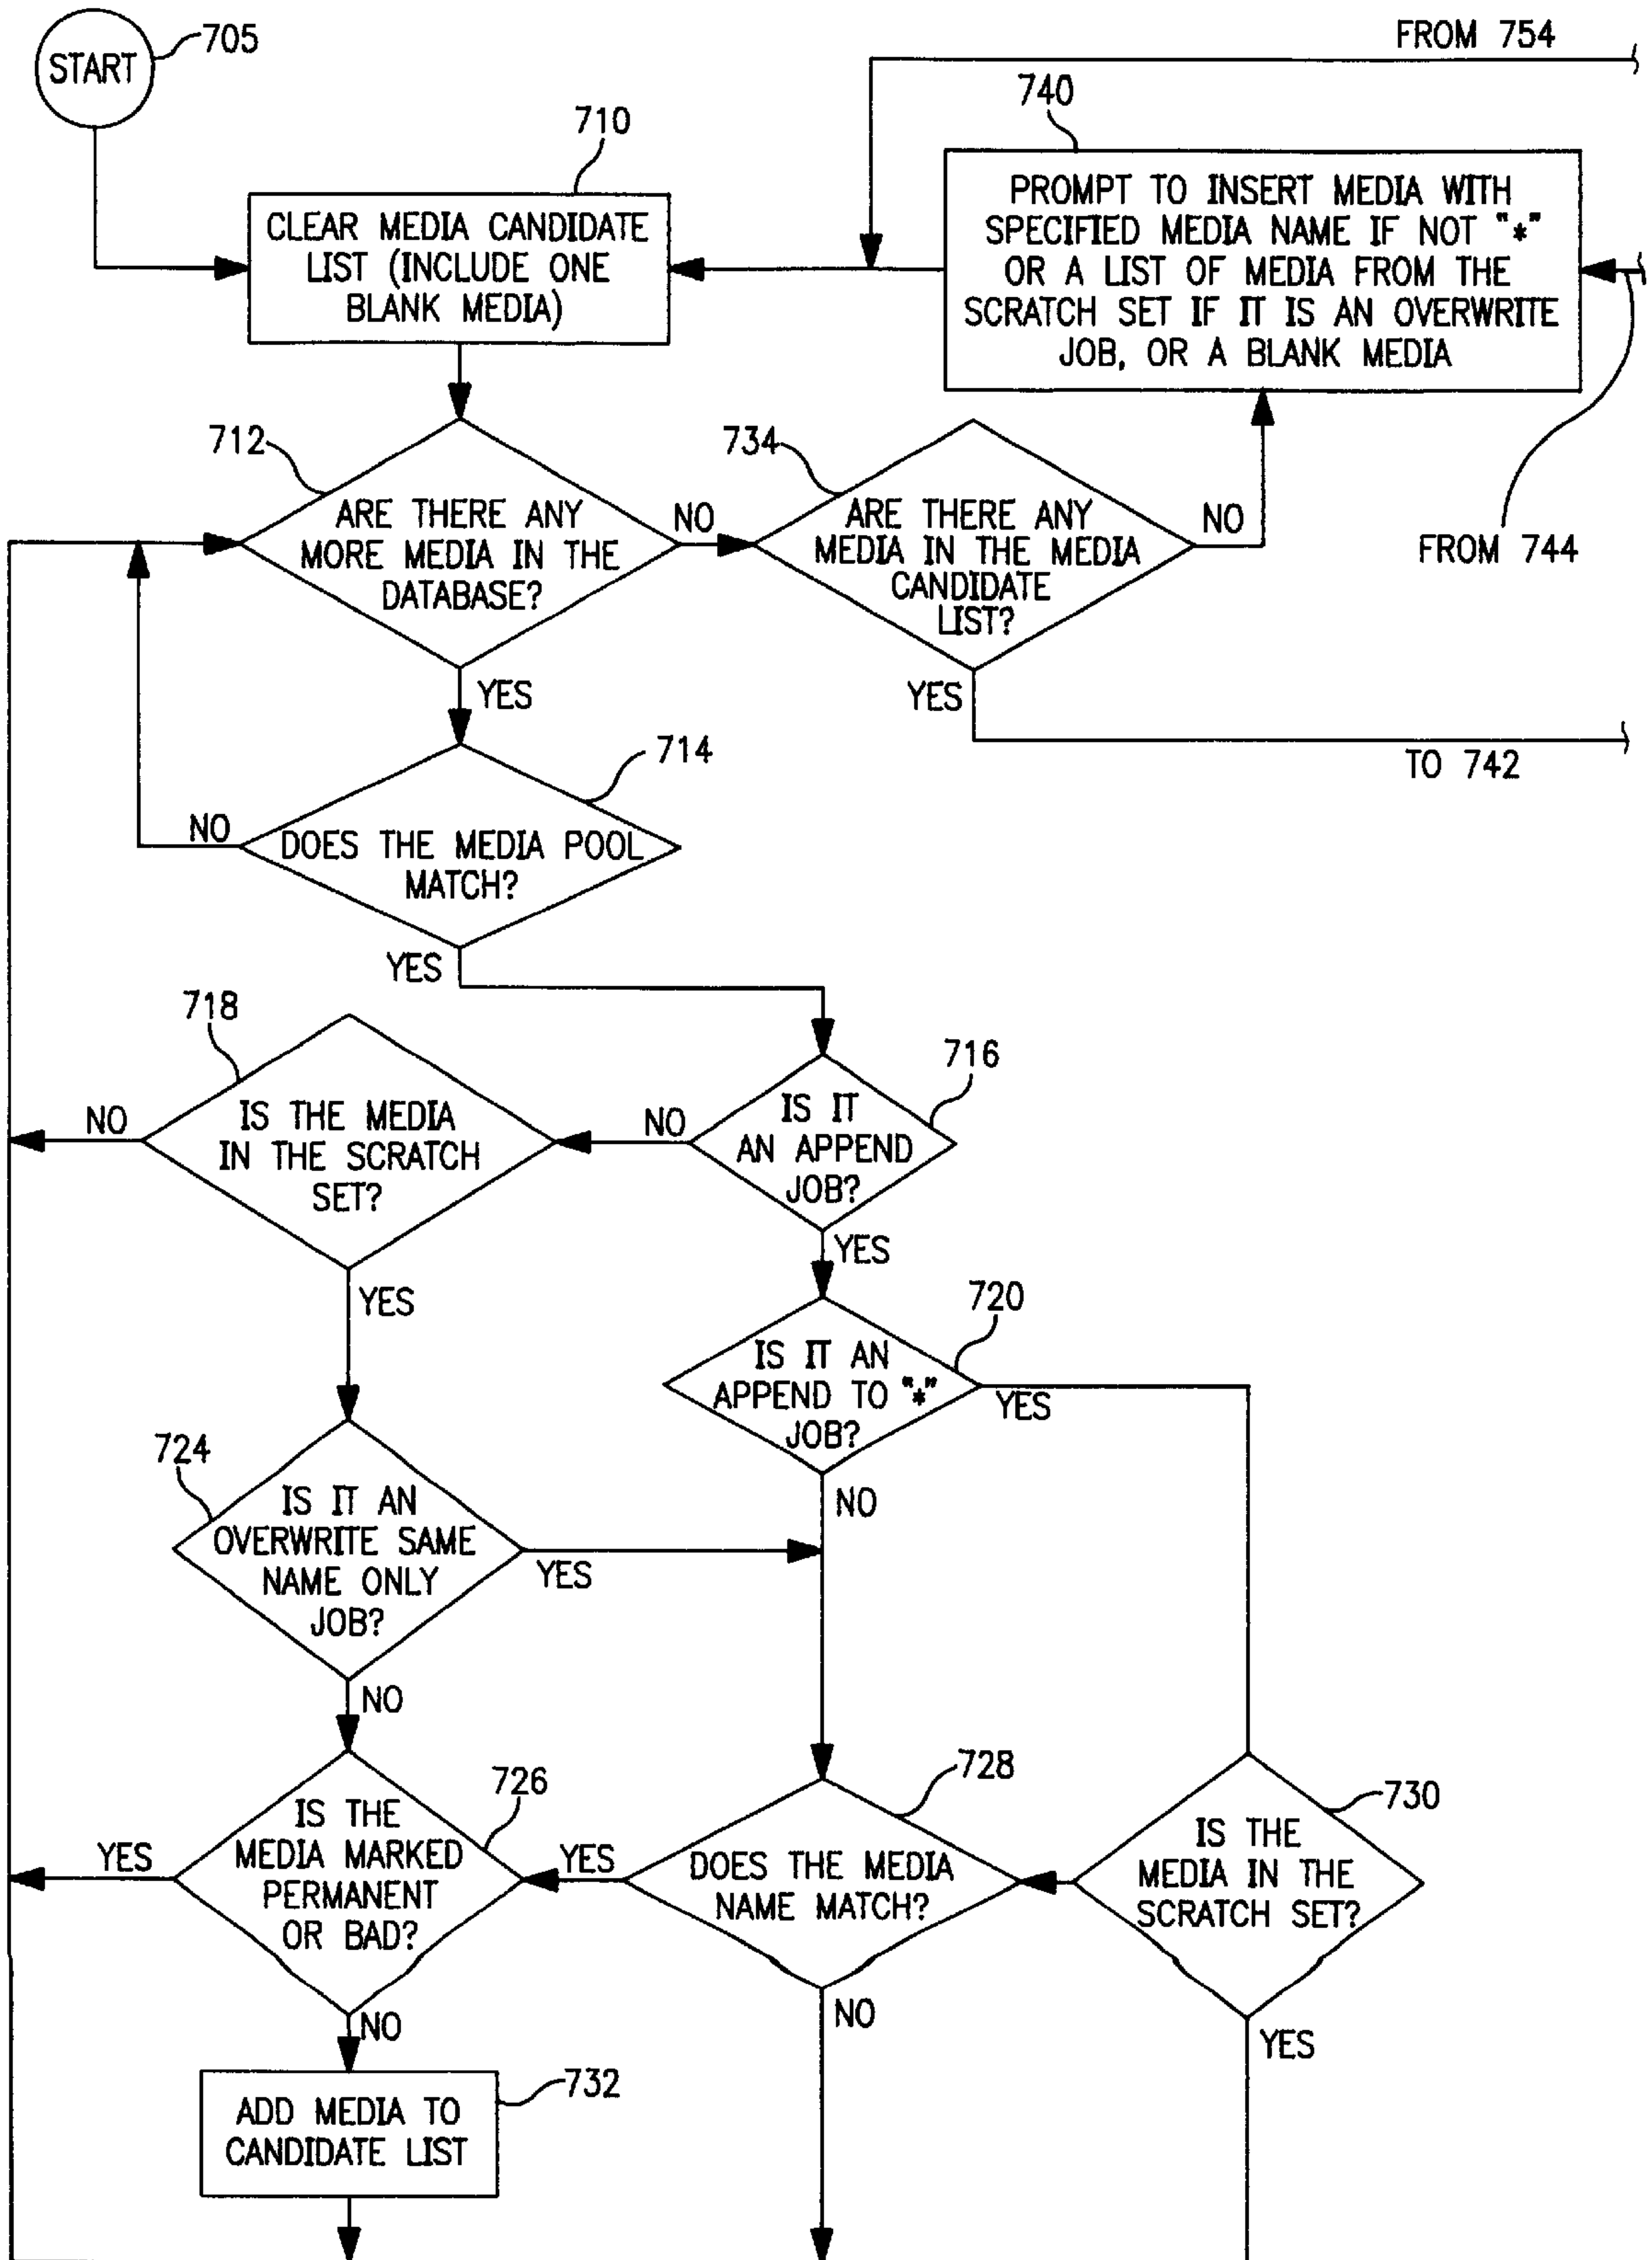 START
705
FROM 754
710
740
CLEAR MEDIA CANDIDATE
LIST (INCLUDE ONE
BLANK MEDIA)
PROMPT TO INSERT MEDIA WITH
SPECIFIED MEDIA NAME IF NOT "*"
OR A LIST OF MEDIA FROM THE
SCRATCH SET IF IT IS AN OVERWRITE
JOB, OR A BLANK MEDIA
712
ARE THERE ANY
MORE MEDIA IN THE
DATABASE?
NO
734
ARE THERE ANY
MEDIA IN THE MEDIA
CANDIDATE
LIST?
NO
FROM 744
YES
YES
TO 742
714
NO
DOES THE MEDIA POOL
MATCH?
YES
718
716
NO
IS THE MEDIA
IN THE SCRATCH
SET?
NO
IS IT
AN APPEND
JOB?
YES
YES
720
IS IT AN
APPEND TO "*"
JOB?
YES
NO
724
IS IT AN
OVERWRITE SAME
NAME ONLY
JOB?
YES
NO
726
728
730
YES
IS THE
MEDIA MARKED
PERMANENT
OR BAD?
YES
DOES THE MEDIA
NAME MATCH?
IS THE
MEDIA IN THE
SCRATCH SET?
NO
NO
YES
732
ADD MEDIA TO
CANDIDATE LIST